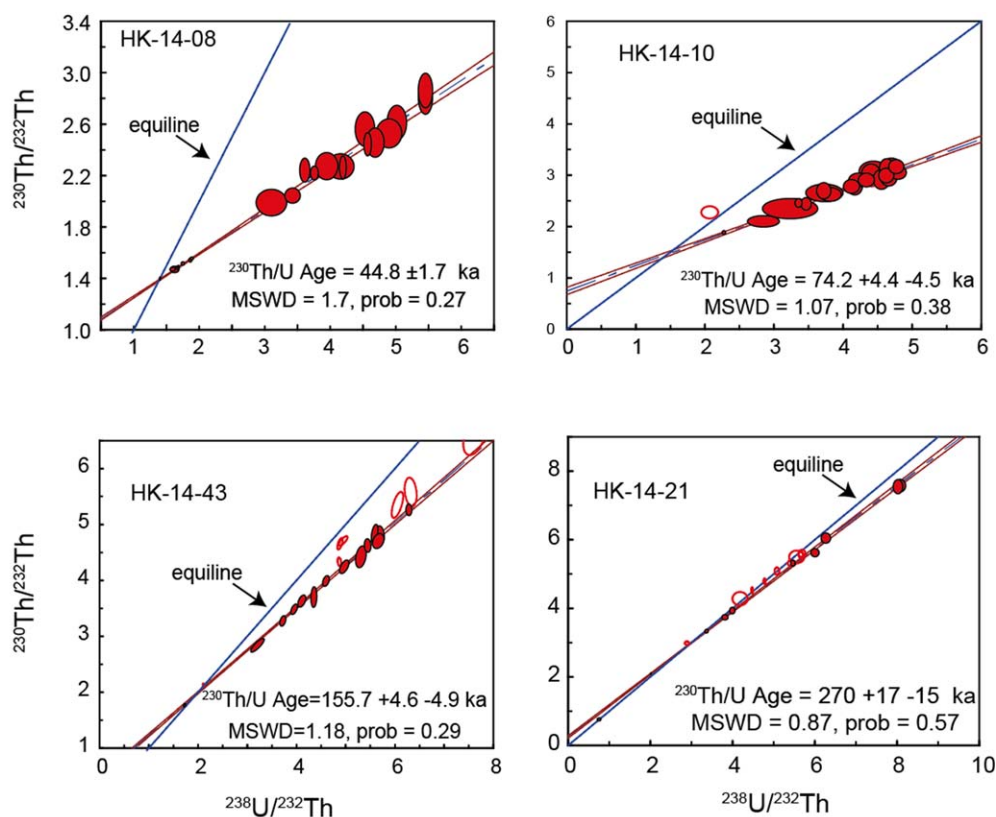 HK-14-08
equiline
²³⁰Th/U Age = 44.8 ±1.7 ka
MSWD = 1.7, prob = 0.27
²³⁰Th/²³²Th
3.4
3.0
2.6
2.2
1.8
1.4
1.0
1 2 3 4 5 6
HK-14-10
equiline
²³⁰Th/U Age = 74.2 +4.4 -4.5 ka
MSWD = 1.07, prob = 0.38
6
5
4
3
2
1
0
0 1 2 3 4 5 6
HK-14-43
equiline
²³⁰Th/U Age=155.7 +4.6 -4.9 ka
MSWD=1.18, prob = 0.29
²³⁰Th/²³²Th
6
5
4
3
2
1
0 2 4 6 8
²³⁸U/²³²Th
HK-14-21
equiline
²³⁰Th/U Age = 270 +17 -15 ka
MSWD = 0.87, prob = 0.57
8
6
4
2
0
0 2 4 6 8 10
²³⁸U/²³²Th